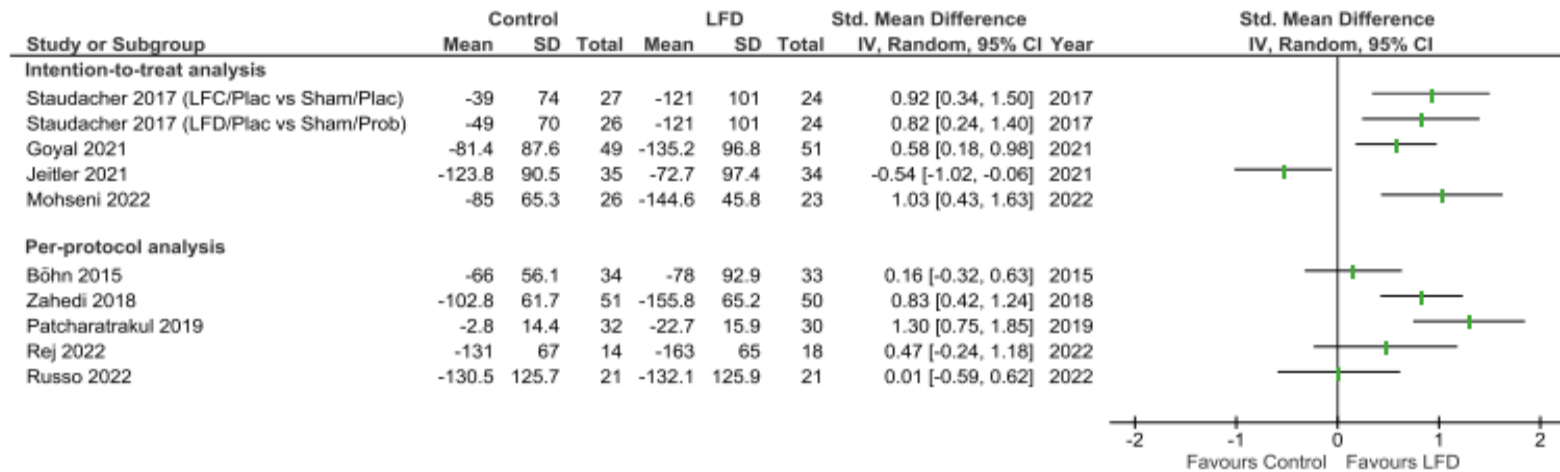 Control LFD Std. Mean Difference Std. Mean Difference
Study or Subgroup Mean SD Total Mean SD Total IV, Random, 95% CI Year IV, Random, 95% CI
Intention-to-treat analysis
Staudacher 2017 (LFC/Plac vs Sham/Plac) -39 74 27 -121 101 24 0.92 [0.34, 1.50] 2017
Staudacher 2017 (LFD/Plac vs Sham/Prob) -49 70 26 -121 101 24 0.82 [0.24, 1.40] 2017
Goyal 2021 -81.4 87.6 49 -135.2 96.8 51 0.58 [0.18, 0.98] 2021
Jeitler 2021 -123.8 90.5 35 -72.7 97.4 34 -0.54 [-1.02, -0.06] 2021
Mohseni 2022 -85 65.3 26 -144.6 45.8 23 1.03 [0.43, 1.63] 2022
Per-protocol analysis
Böhn 2015 -66 56.1 34 -78 92.9 33 0.16 [-0.32, 0.63] 2015
Zahedi 2018 -102.8 61.7 51 -155.8 65.2 50 0.83 [0.42, 1.24] 2018
Patcharatrakul 2019 -2.8 14.4 32 -22.7 15.9 30 1.30 [0.75, 1.85] 2019
Rej 2022 -131 67 14 -163 65 18 0.47 [-0.24, 1.18] 2022
Russo 2022 -130.5 125.7 21 -132.1 125.9 21 0.01 [-0.59, 0.62] 2022
-2 -1 0 1 2
Favours Control Favours LFD